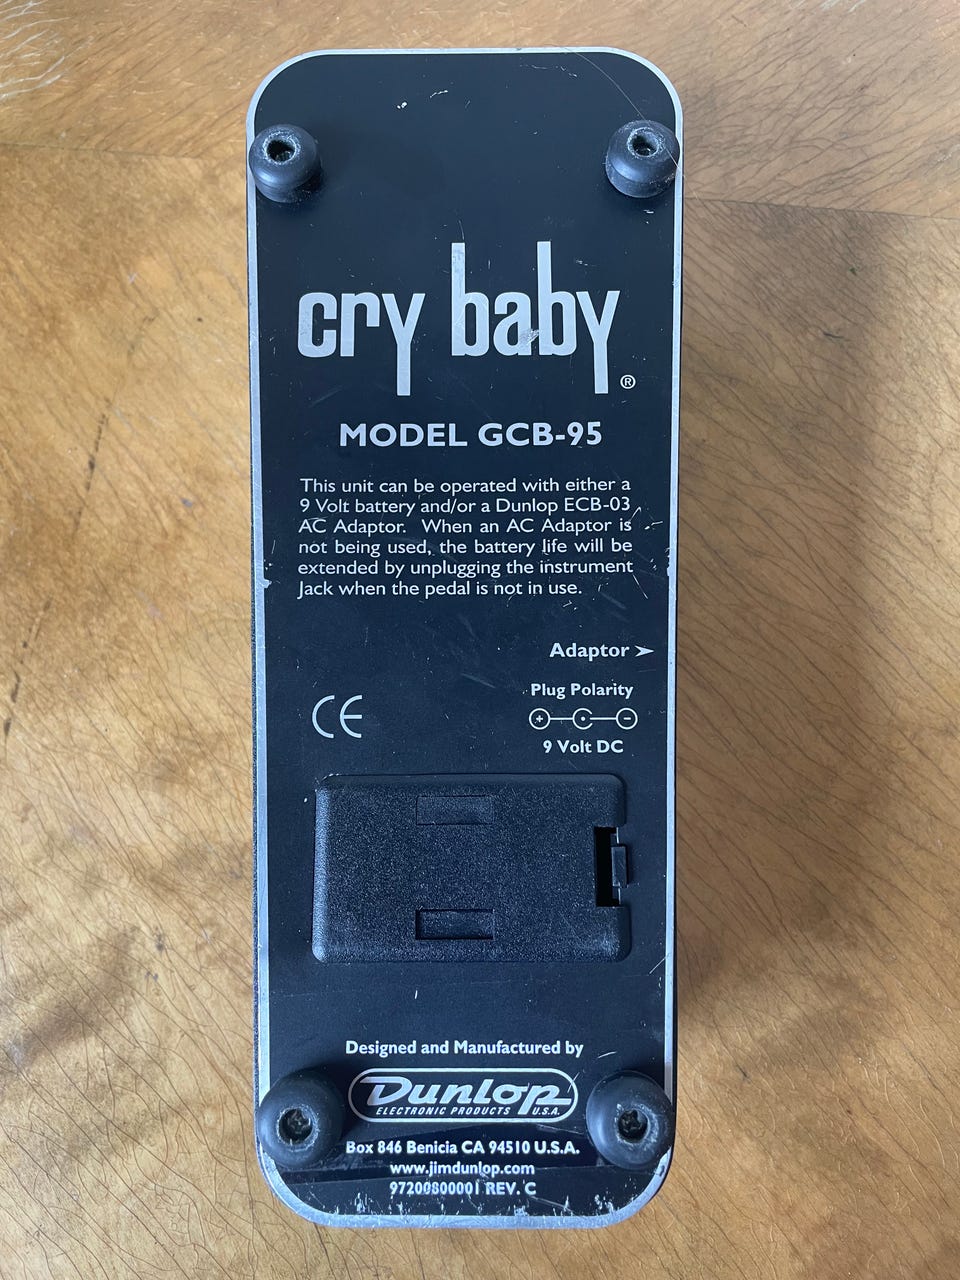 cry baby
®
MODEL GCB-95
This unit can be operated with either a
9 Volt battery and/or a Dunlop ECB-03
AC Adaptor. When an AC Adaptor is
not being used, the battery life will be
extended by unplugging the instrument
Jack when the pedal is not in use.
Adaptor ➤
Plug Polarity
+ -
CE
9 Volt DC
Designed and Manufactured by
DUNLOP
ELECTRONIC PRODUCTS U.S.A.
Box 846 Benicia CA 94510 U.S.A.
www.jimdunlop.com
97200800001 REV. C